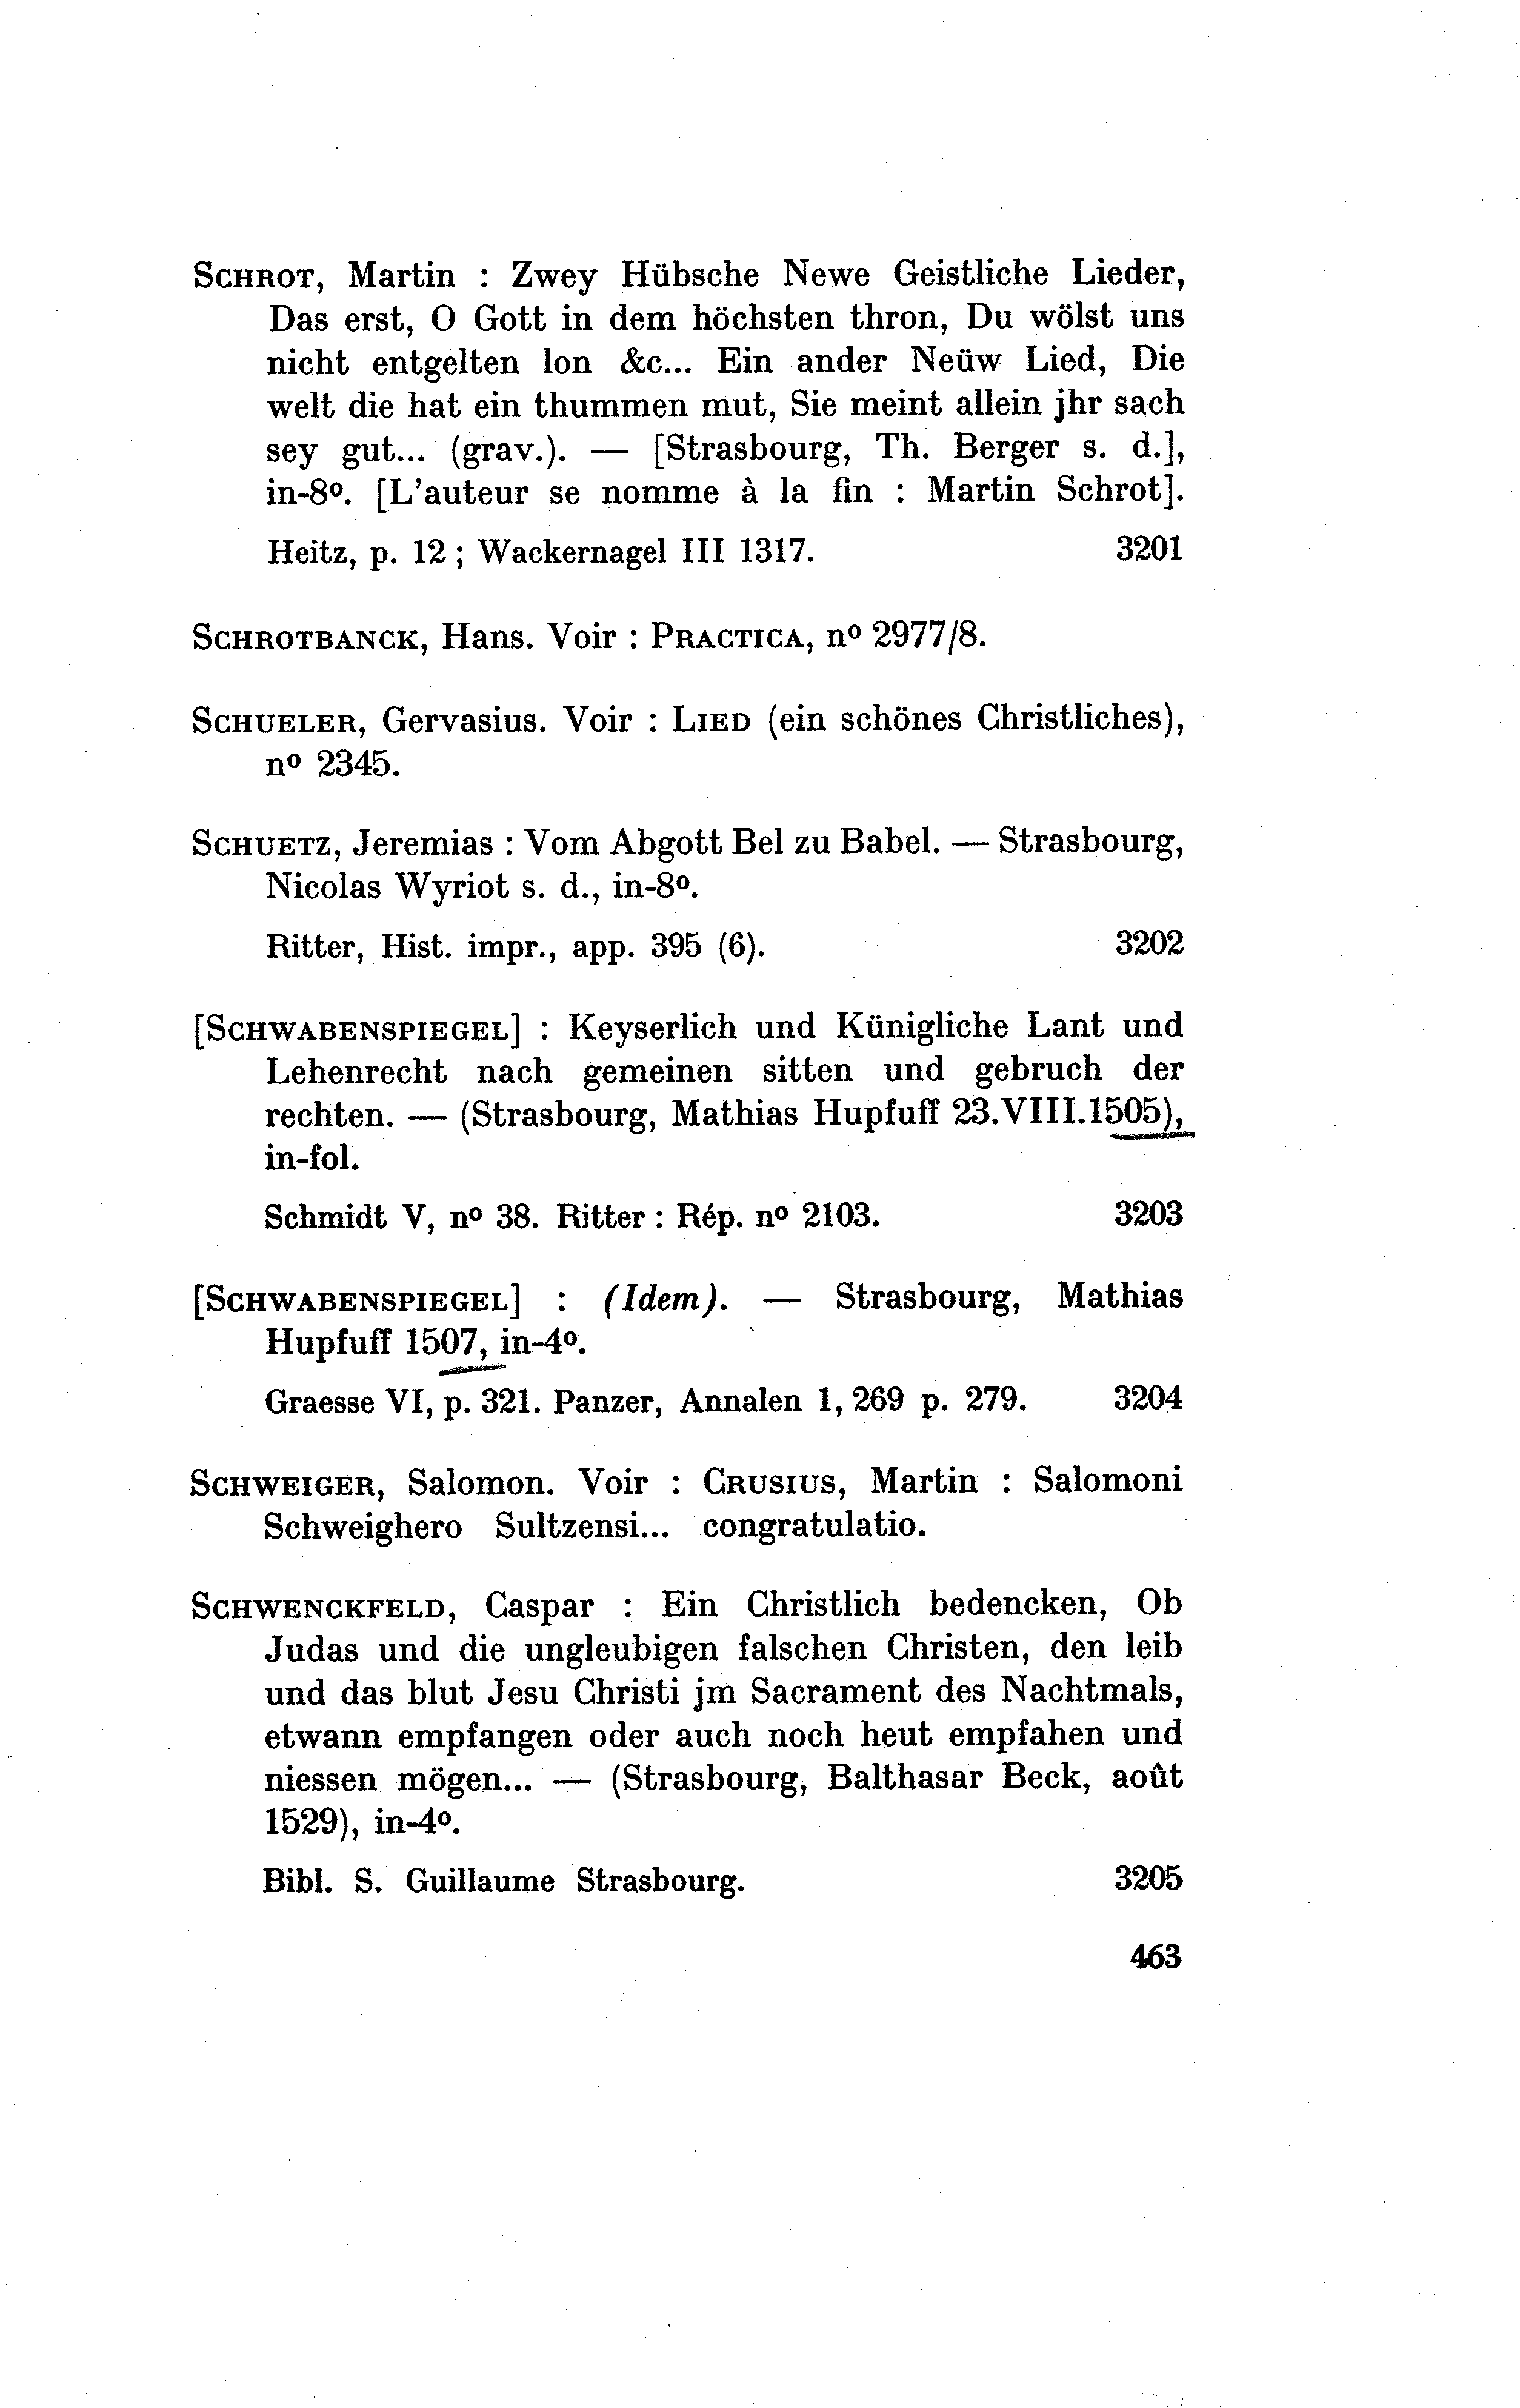 SCHROT, Martin : Zwey Hübsche Newe Geistliche Lieder,
Das erst, O Gott in dem höchsten thron, Du wölst uns
nicht entgelten lon &c... Ein ander Neüw Lied, Die
welt die hat ein thummen mut, Sie meint allein jhr sach
sey gut... (grav.). — [Strasbourg, Th. Berger s. d.],
in-8º. [L'auteur se nomme à la fin : Martin Schrot].
Heitz, p. 12 ; Wackernagel III 1317. 3201
SCHROTBANCK, Hans. Voir : PRACTICA, nº 2977/8.
SCHUELER, Gervasius. Voir : LIED (ein schönes Christliches),
nº 2345.
SCHUETZ, Jeremias : Vom Abgott Bel zu Babel. — Strasbourg,
Nicolas Wyriot s. d., in-8º.
Ritter, Hist. impr., app. 395 (6). 3202
[SCHWABENSPIEGEL] : Keyserlich und Künigliche Lant und
Lehenrecht nach gemeinen sitten und gebruch der
rechten. — (Strasbourg, Mathias Hupfuff 23.VIII.1505),
in-fol.
Schmidt V, nº 38. Ritter : Rép. nº 2103. 3203
[SCHWABENSPIEGEL] : (Idem). — Strasbourg, Mathias
Hupfuff 1507, in-4º.
Graesse VI, p. 321. Panzer, Annalen 1, 269 p. 279. 3204
SCHWEIGER, Salomon. Voir : CRUSIUS, Martin : Salomoni
Schweighero Sultzensi... congratulatio.
SCHWENCKFELD, Caspar : Ein Christlich bedencken, Ob
Judas und die ungleubigen falschen Christen, den leib
und das blut Jesu Christi jm Sacrament des Nachtmals,
etwann empfangen oder auch noch heut empfahen und
niessen mögen... — (Strasbourg, Balthasar Beck, août
1529), in-4º.
Bibl. S. Guillaume Strasbourg. 3205
463